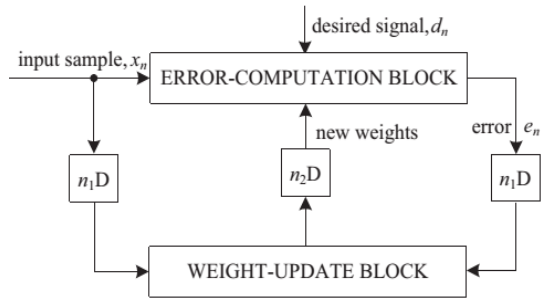 desired signal, dₙ
input sample, xₙ
ERROR-COMPUTATION BLOCK
new weights
error eₙ
n₁D
n₂D
n₁D
WEIGHT-UPDATE BLOCK